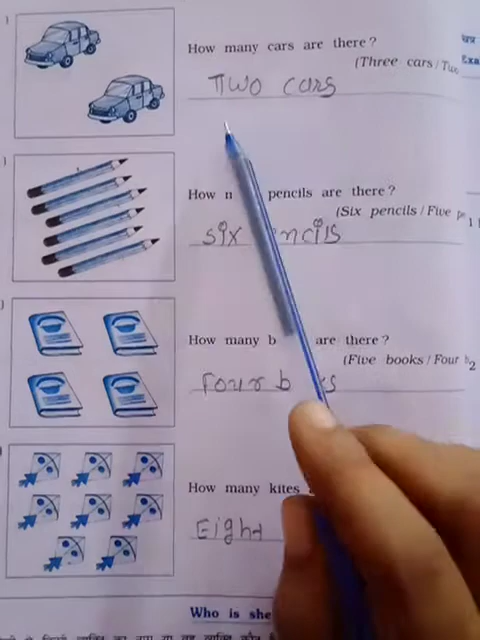 How many cars are there?
(Three cars / Two
Two cars
How pencils are there?
(Six pencils / Five
six
How many are there?
(Five books / Four
Four
How many kites
Eight
Who is she